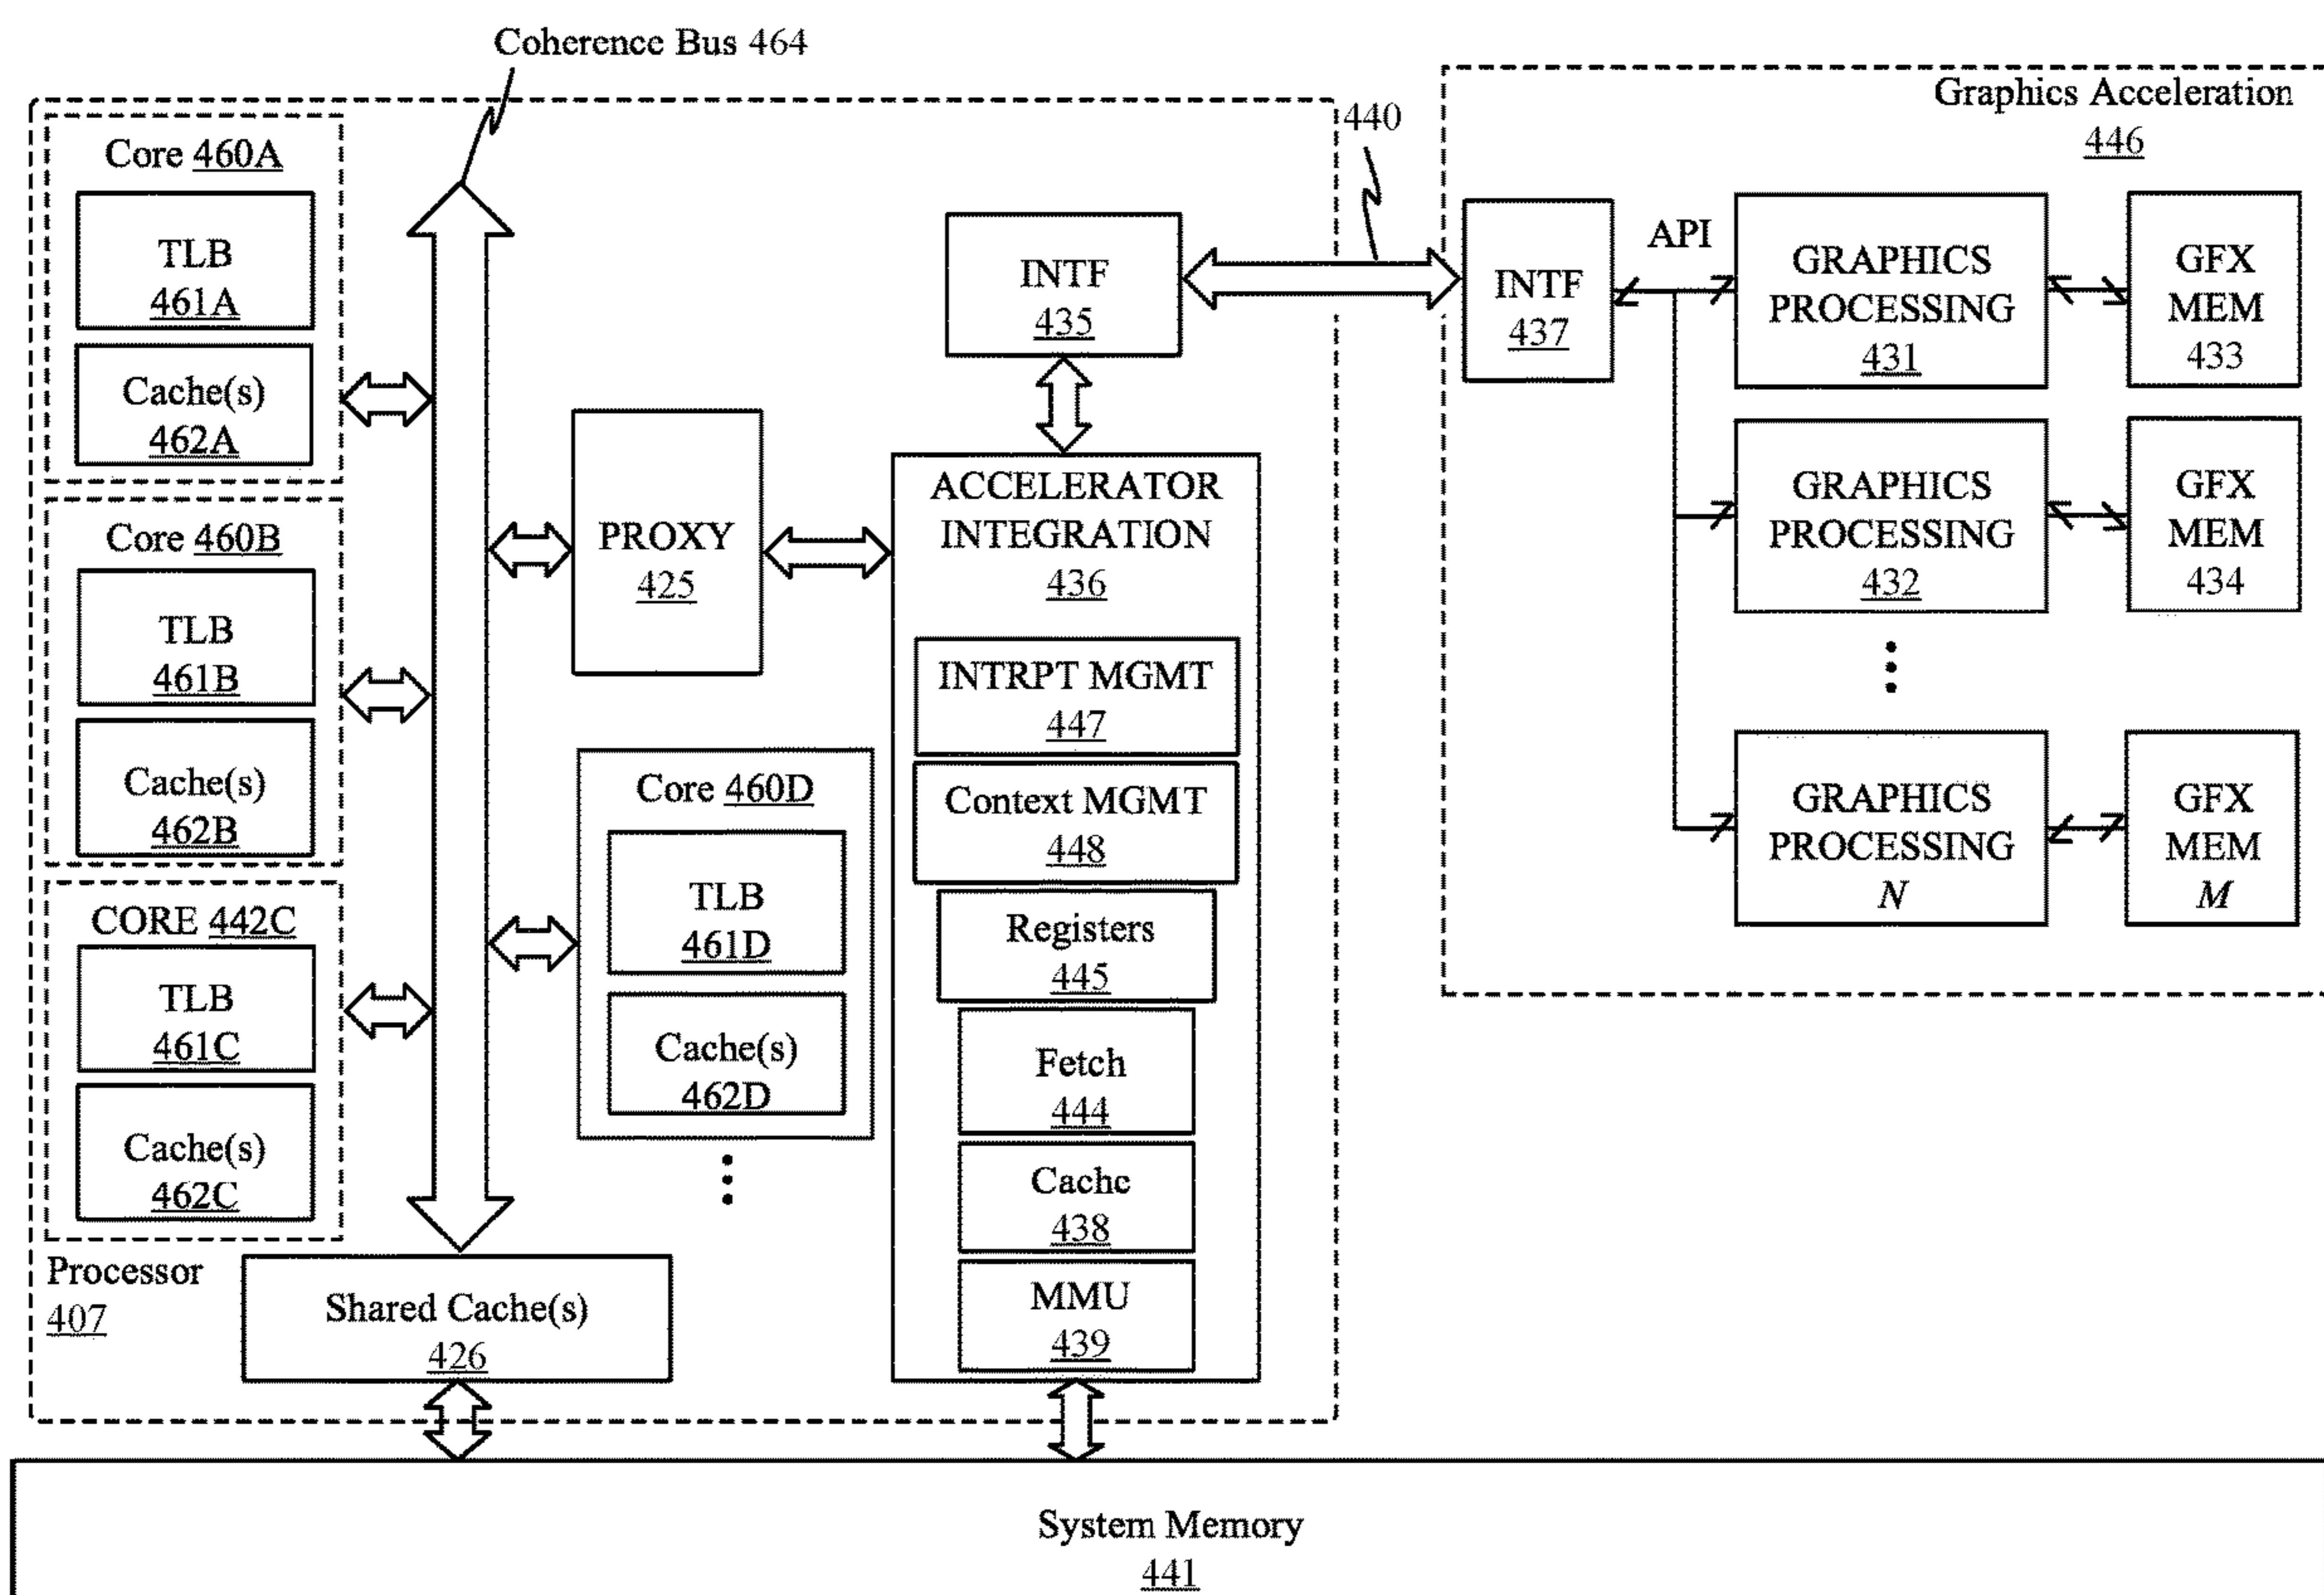 Coherence Bus 464
Core 460A
TLB
461A
Cache(s)
462A
Core 460B
TLB
461B
Cache(s)
462B
CORE 442C
TLB
461C
Cache(s)
462C
Processor
407
Shared Cache(s)
426
PROXY
425
Core 460D
TLB
461D
Cache(s)
462D
INTF
435
ACCELERATOR
INTEGRATION
436
INTRPT MGMT
447
Context MGMT
448
Registers
445
Fetch
444
Cache
438
MMU
439
440
Graphics Acceleration
446
INTF
437
API
GRAPHICS
PROCESSING
431
GFX
MEM
433
GRAPHICS
PROCESSING
432
GFX
MEM
434
GRAPHICS
PROCESSING
N
GFX
MEM
M
System Memory
441